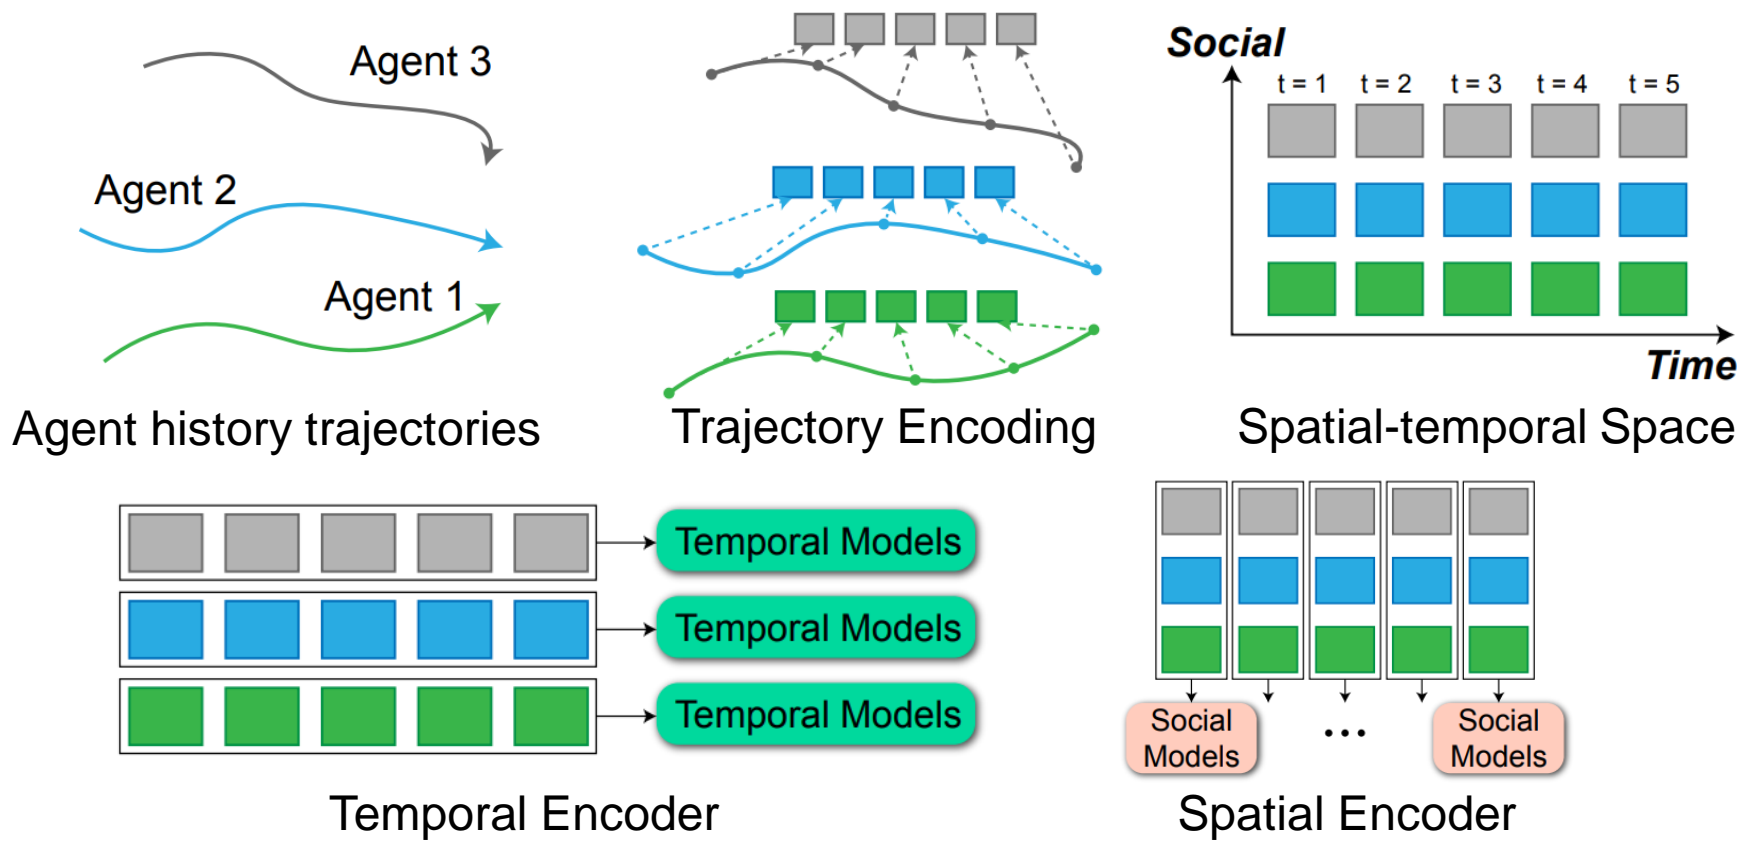 Agent 3
Agent 2
Agent 1
Agent history trajectories
Trajectory Encoding
Social
t = 1 t = 2 t = 3 t = 4 t = 5
Time
Spatial-temporal Space
Temporal Models
Temporal Models
Temporal Models
Temporal Encoder
Social
Models
...
Social
Models
Spatial Encoder